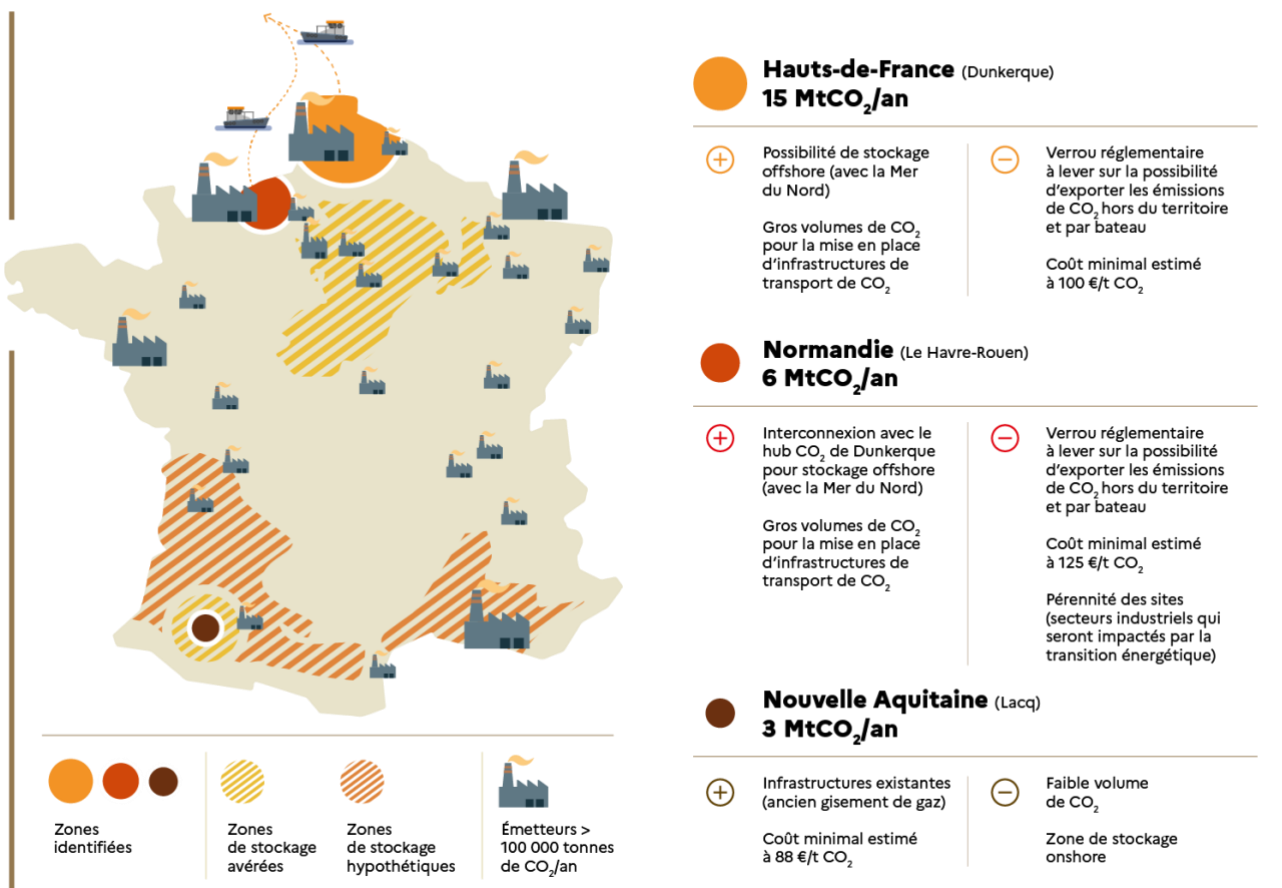 Hauts-de-France (Dunkerque)
15 MtCO₂/an
Possibilité de stockage
offshore (avec la Mer
du Nord)
Gros volumes de CO₂
pour la mise en place
d'infrastructures de
transport de CO₂
Verrou réglementaire
à lever sur la possibilité
d'exporter les émissions
de CO₂ hors du territoire
et par bateau
Coût minimal estimé
à 100 €/t CO₂
Normandie (Le Havre-Rouen)
6 MtCO₂/an
Interconnexion avec le
hub CO₂ de Dunkerque
pour stockage offshore
(avec la Mer du Nord)
Gros volumes de CO₂
pour la mise en place
d'infrastructures de
transport de CO₂
Verrou réglementaire
à lever sur la possibilité
d'exporter les émissions
de CO₂ hors du territoire
et par bateau
Coût minimal estimé
à 125 €/t CO₂
Pérennité des sites
(secteurs industriels qui
seront impactés par la
transition énergétique)
Nouvelle Aquitaine (Lacq)
3 MtCO₂/an
Infrastructures existantes
(ancien gisement de gaz)
Coût minimal estimé
à 88 €/t CO₂
Faible volume
de CO₂
Zone de stockage
onshore
Zones
identifiées
Zones
de stockage
avérées
Zones
de stockage
hypothétiques
Émetteurs >
100 000 tonnes
de CO₂/an